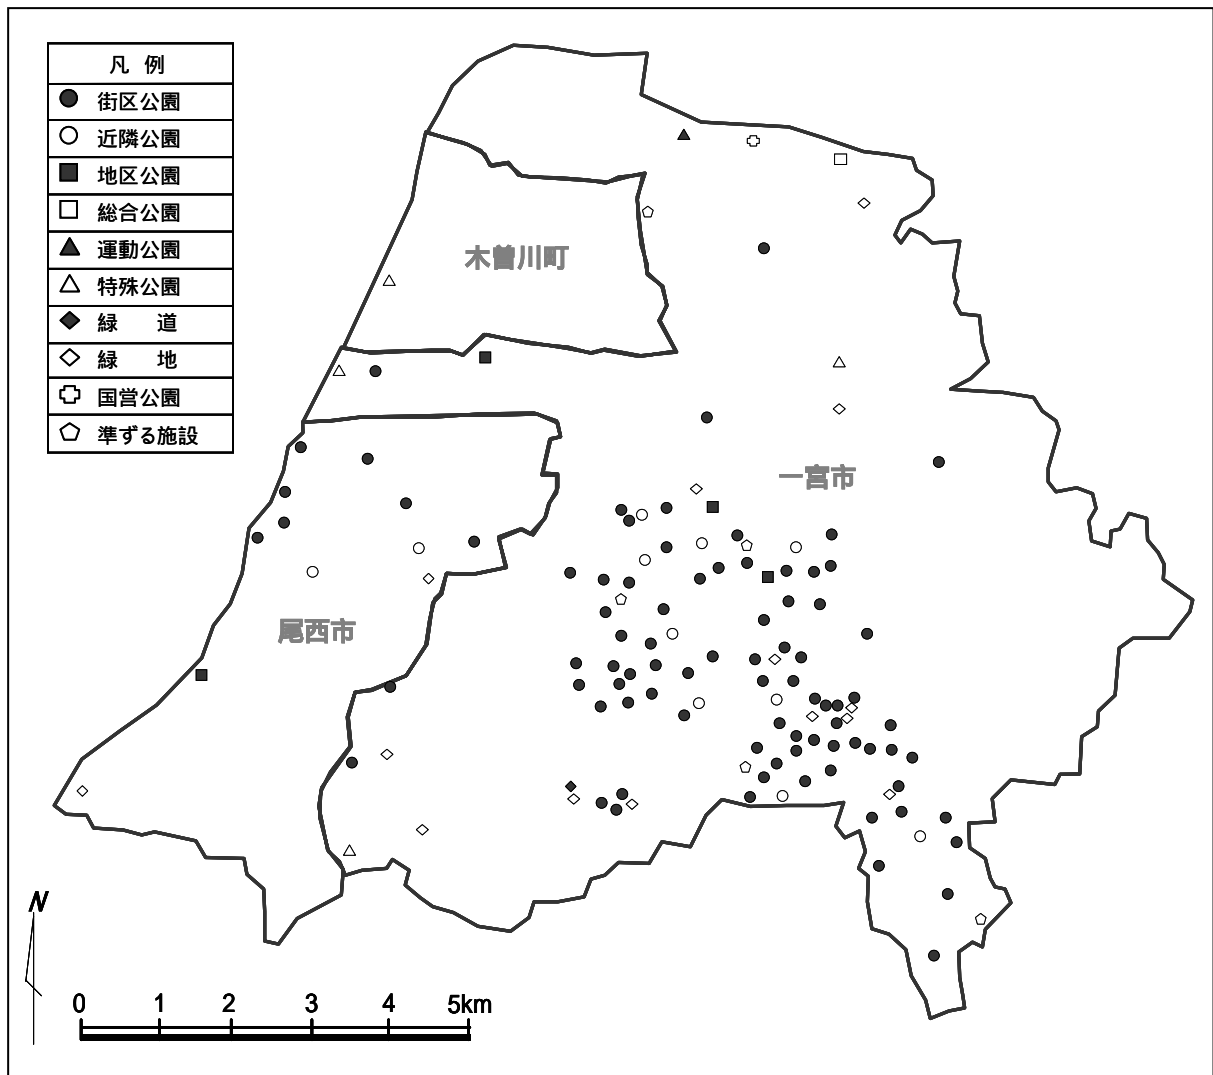 凡 例
街区公園
近隣公園
地区公園
総合公園
運動公園
特殊公園
緑 道
緑 地
国営公園
準ずる施設
木曽川町
一宮市
尾西市
N
0 1 2 3 4 5km